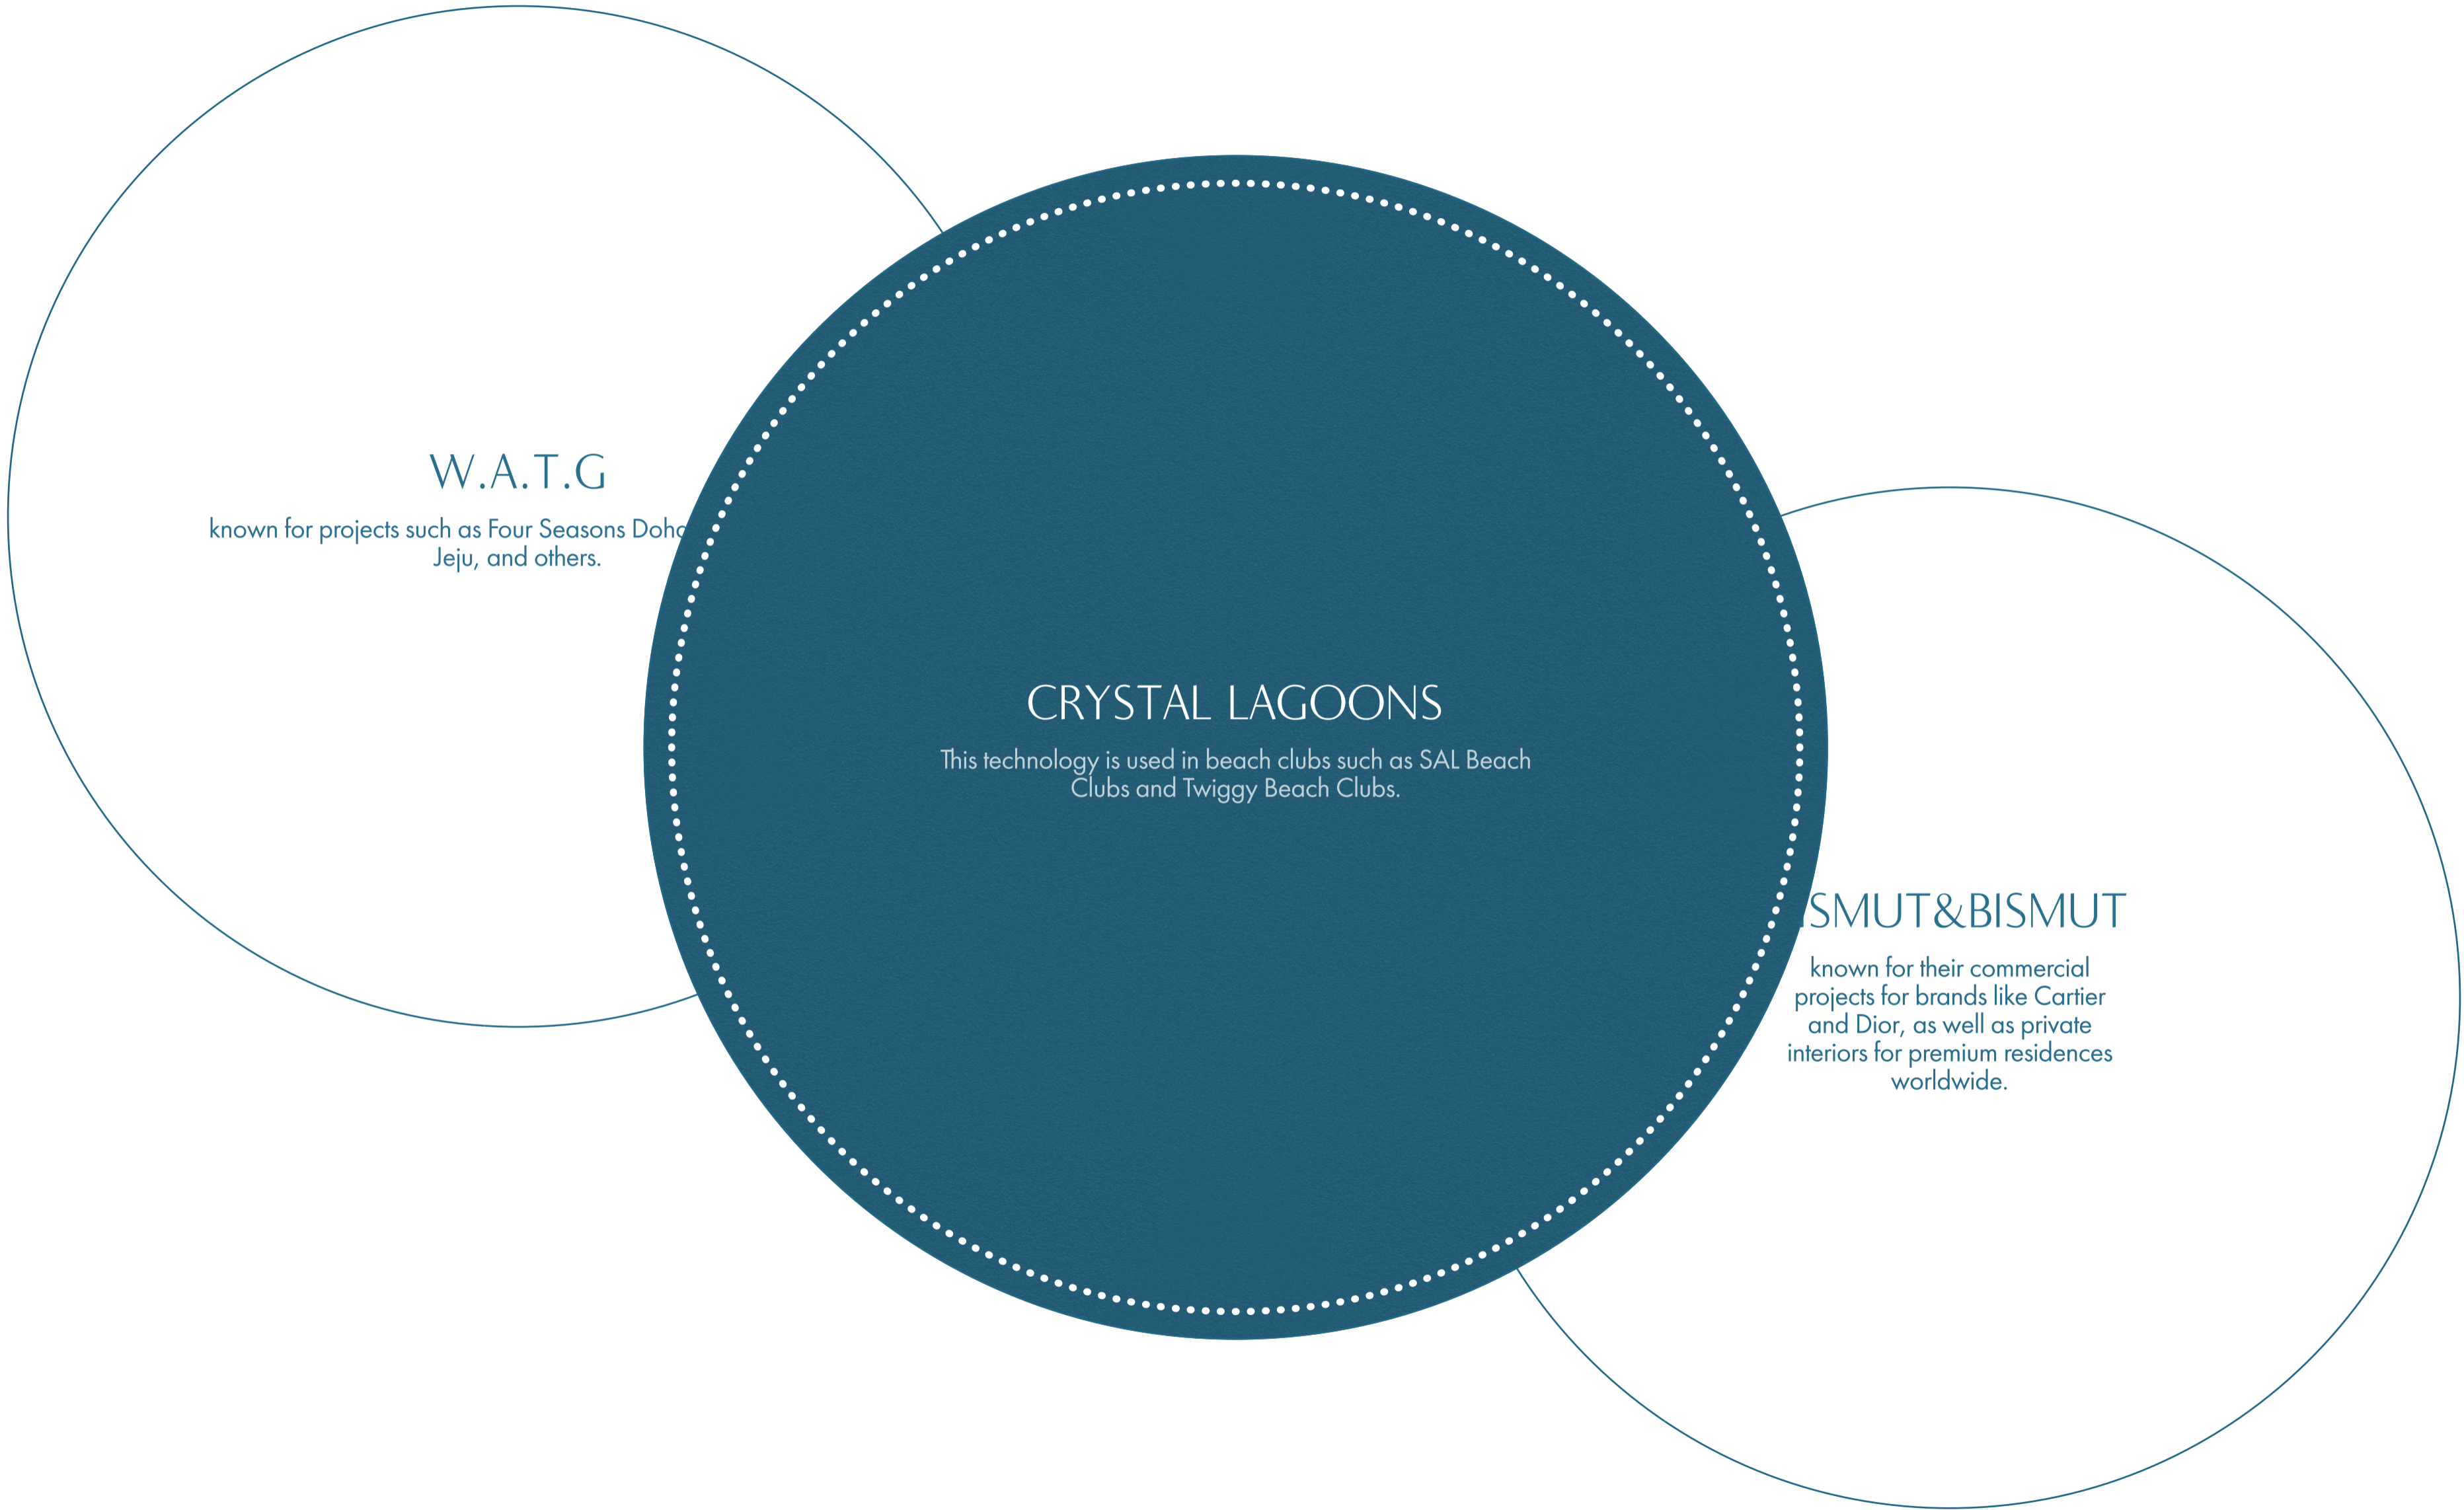 W.A.T.G
known for projects such as Four Seasons
Jeju, and others.
CRYSTAL LAGOONS
This technology is used in beach clubs such as SAL Beach
Clubs and Twiggy Beach Clubs.
SMUT&BISMUT
known for their commercial
projects for brands like Cartier
and Dior, as well as private
interiors for premium residences
worldwide.